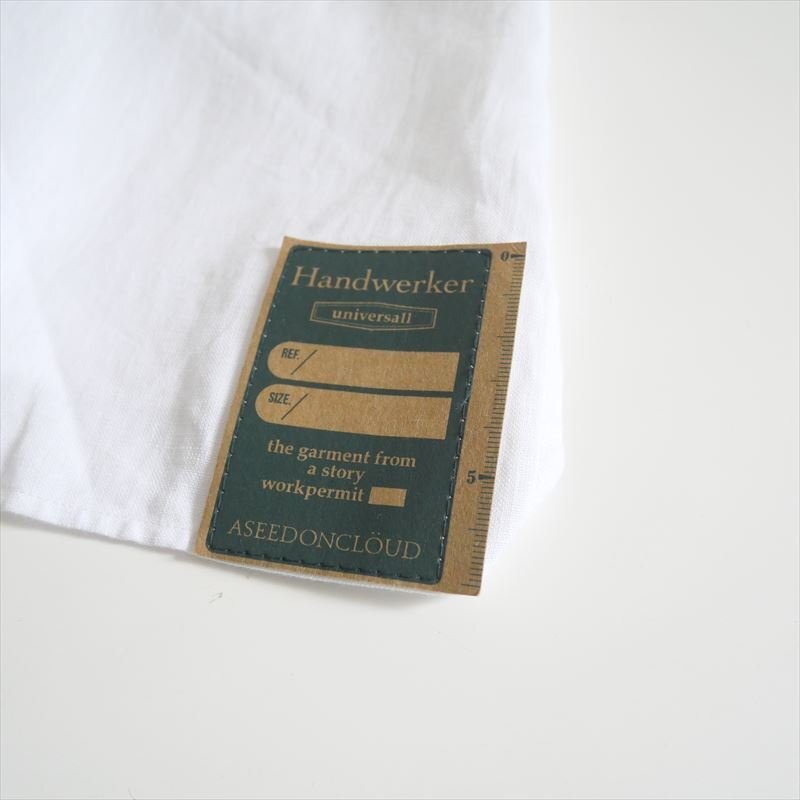 Handwerker
universall
REF./
SIZE./
the garment from
a story
workpermit
ASEEDONCLÖUD
0
5